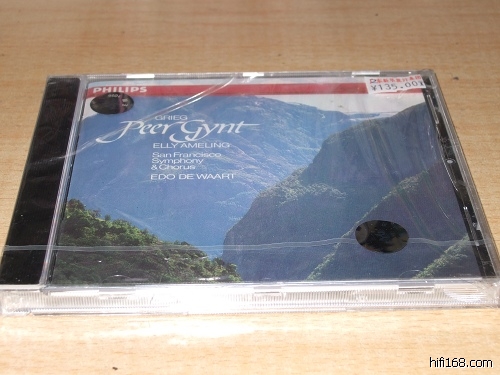 PHILIPS
¥135.00
GRIEG
Peer Gynt
ELLY AMELING
San Francisco
Symphony
& Chorus
EDO DE WAART
hifi168.com